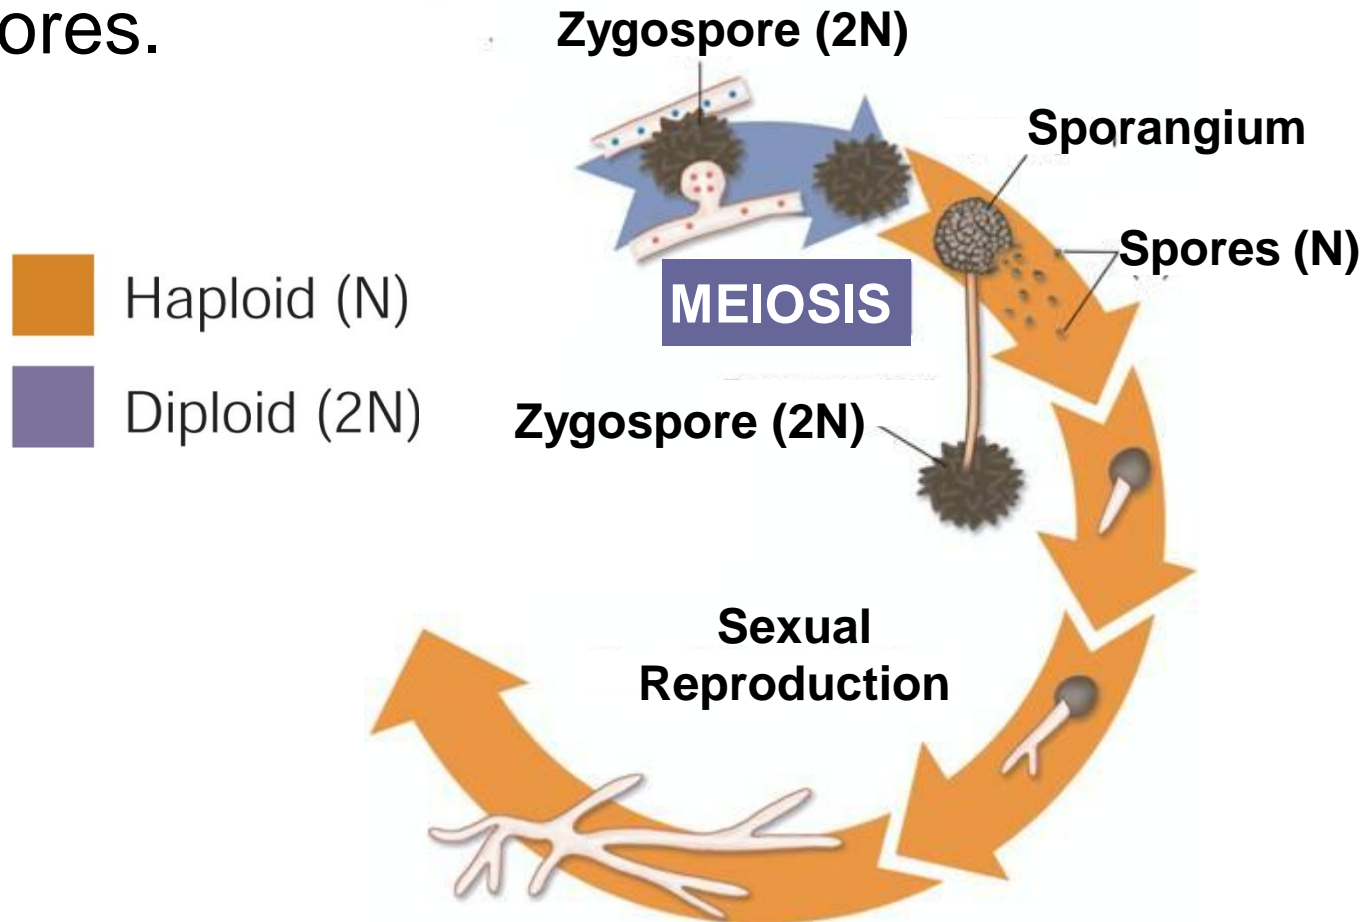 ores.
Zygospore (2N)
Sporangium
Spores (N)
Haploid (N)
MEIOSIS
Diploid (2N)
Zygospore (2N)
Sexual
Reproduction